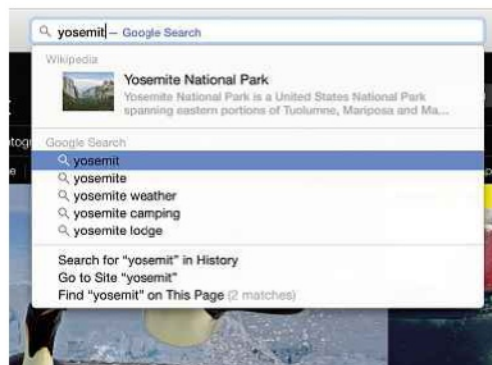 yosemit — Google Search
Wikipedia
Yosemite National Park
Yosemite National Park is a United States National Park
spanning eastern portions of Tuolumne, Mariposa and Ma...
Google Search
yosemit
yosemite
yosemite weather
yosemite camping
yosemite lodge
Search for “yosemit” in History
Go to Site “yosemit”
Find “yosemit” on This Page (2 matches)